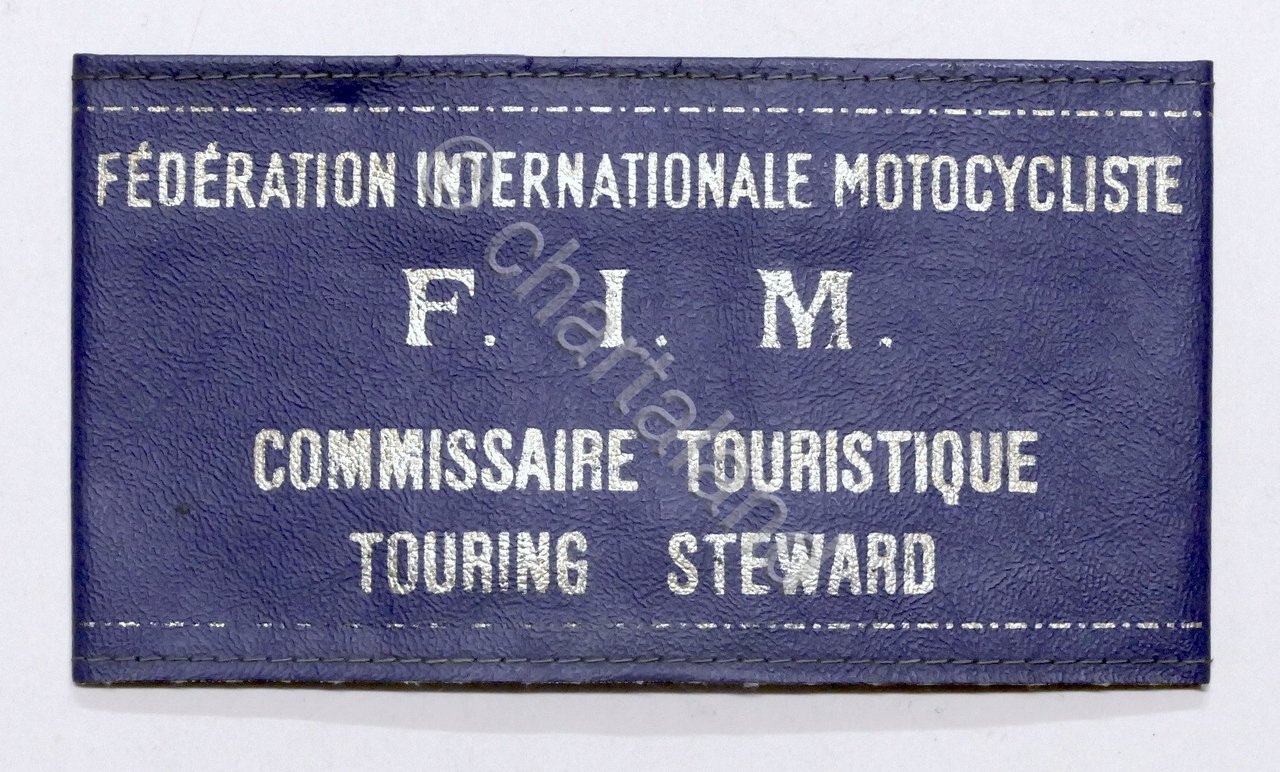 FÉDÉRATION INTERNATIONALE MOTOCYCLISTE
F. I. M.
COMMISSAIRE TOURISTIQUE
TOURING STEWARD